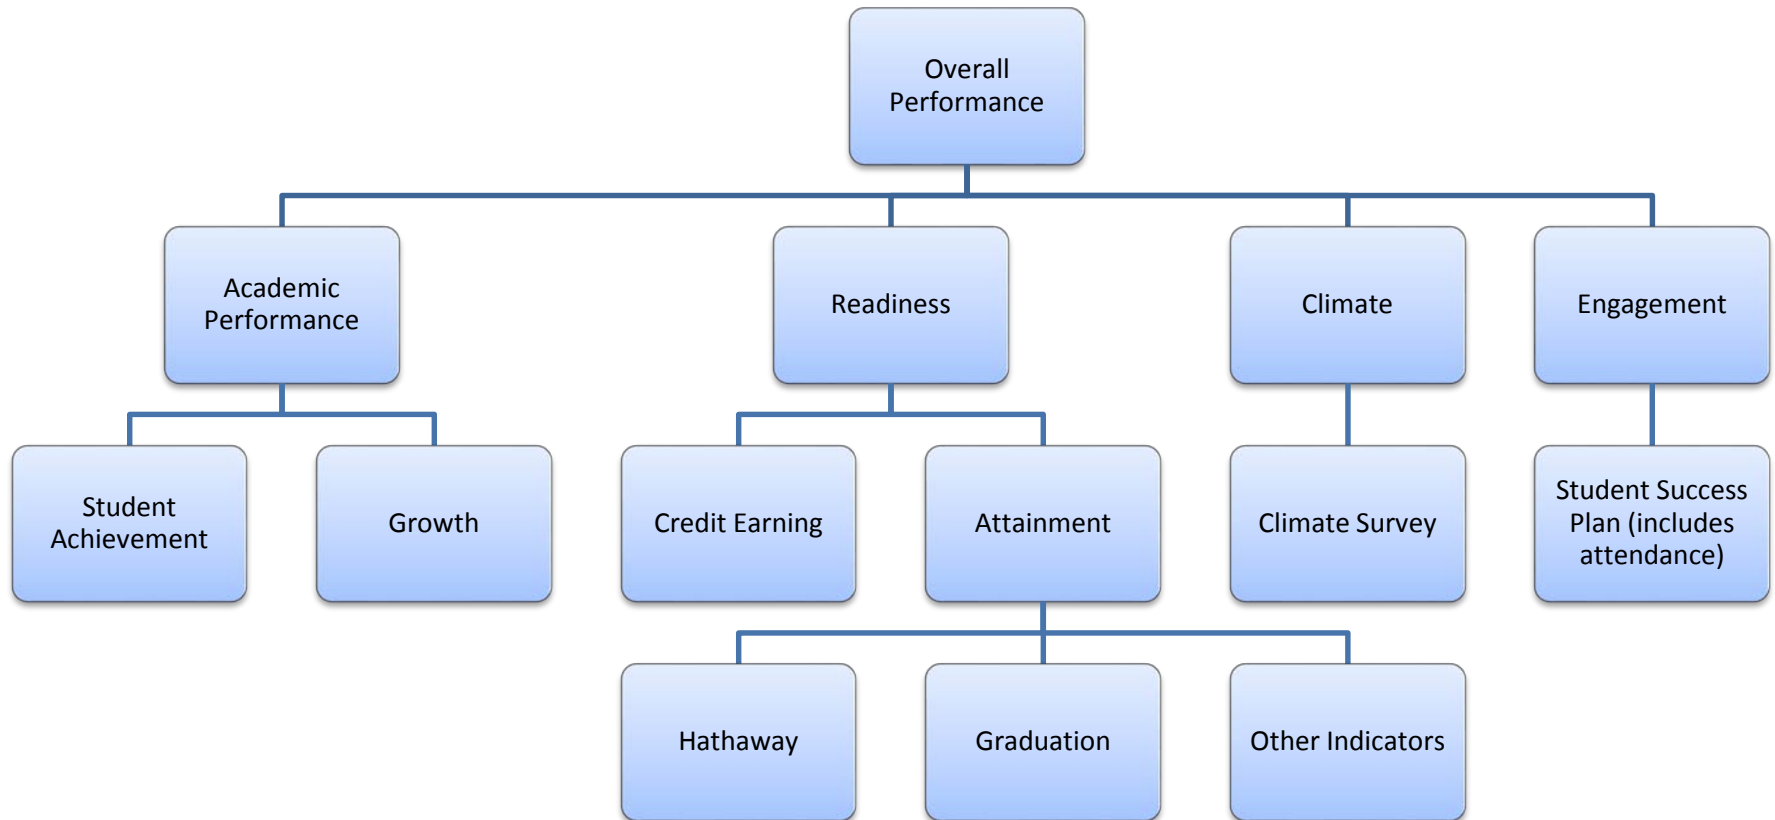 Overall
Performance
Academic
Performance
Readiness
Climate
Engagement
Student
Achievement
Growth
Credit Earning
Attainment
Climate Survey
Student Success
Plan (includes
attendance)
Hathaway
Graduation
Other Indicators